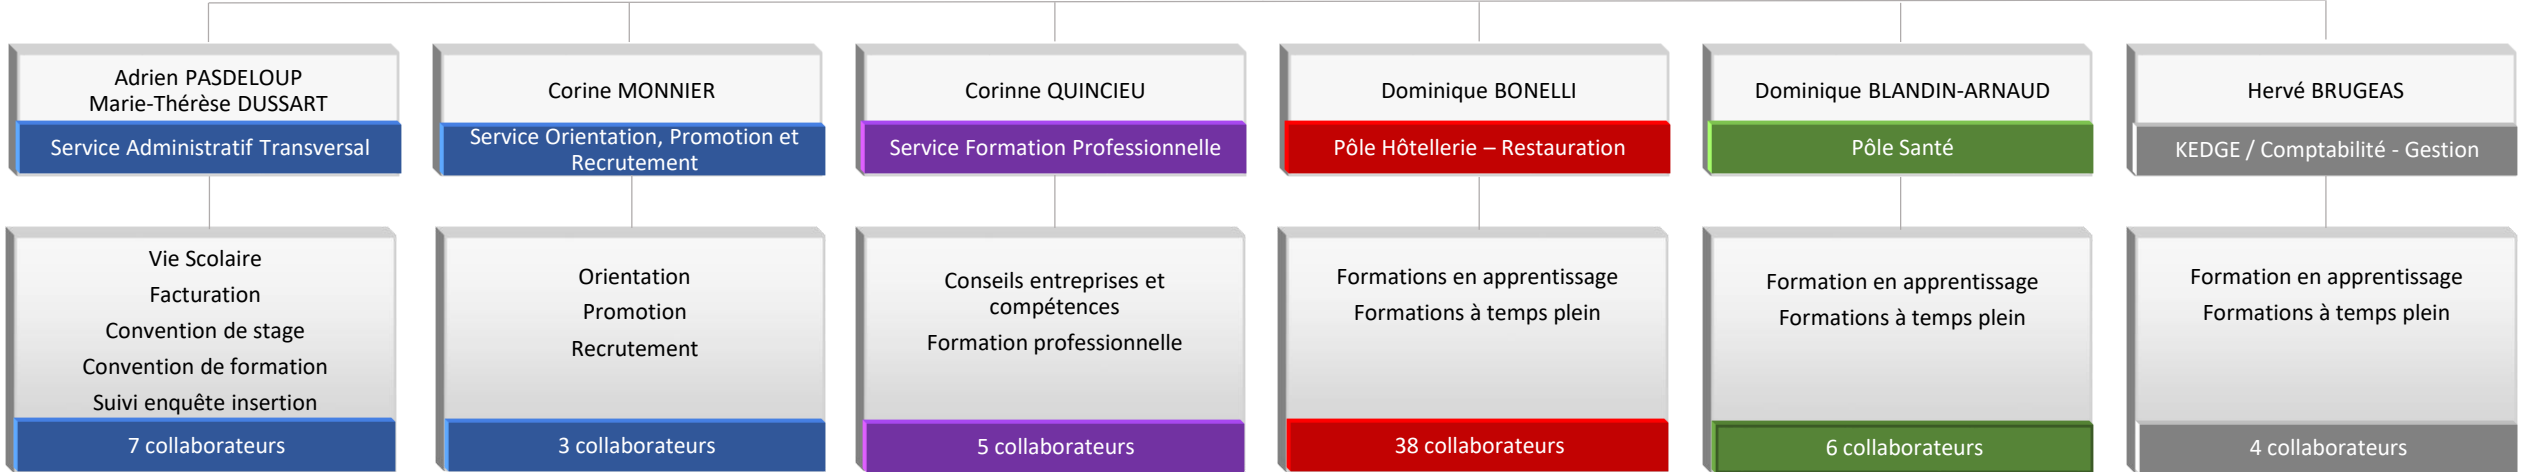 Adrien PASDELOUP
Marie-Thérèse DUSSART
Service Administratif Transversal
Vie Scolaire
Facturation
Convention de stage
Convention de formation
Suivi enquête insertion
7 collaborateurs
Corine MONNIER
Service Orientation, Promotion et
Recrutement
Orientation
Promotion
Recrutement
3 collaborateurs
Corinne QUINCIEU
Service Formation Professionnelle
Conseils entreprises et
compétences
Formation professionnelle
5 collaborateurs
Dominique BONELLI
Pôle Hôtellerie – Restauration
Formations en apprentissage
Formations à temps plein
38 collaborateurs
Dominique BLANDIN-ARNAUD
Pôle Santé
Formation en apprentissage
Formations à temps plein
6 collaborateurs
Hervé BRUGEAS
KEDGE / Comptabilité - Gestion
Formation en apprentissage
Formations à temps plein
4 collaborateurs